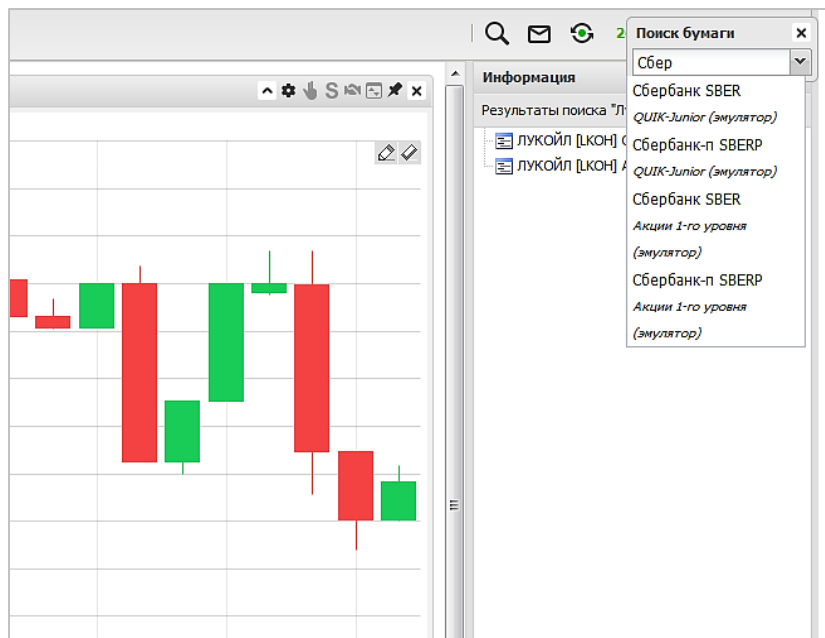 2
Поиск бумаги
Сбер
Информация
Результаты поиска "Л
ЛУКОЙЛ [LKOH]
ЛУКОЙЛ [LKOH] А
Сбербанк SBER
QUIK-Junior (эмулятор)
Сбербанк-п SBERP
QUIK-Junior (эмулятор)
Сбербанк SBER
Акции 1-го уровня
(эмулятор)
Сбербанк-п SBERP
Акции 1-го уровня
(эмулятор)
S